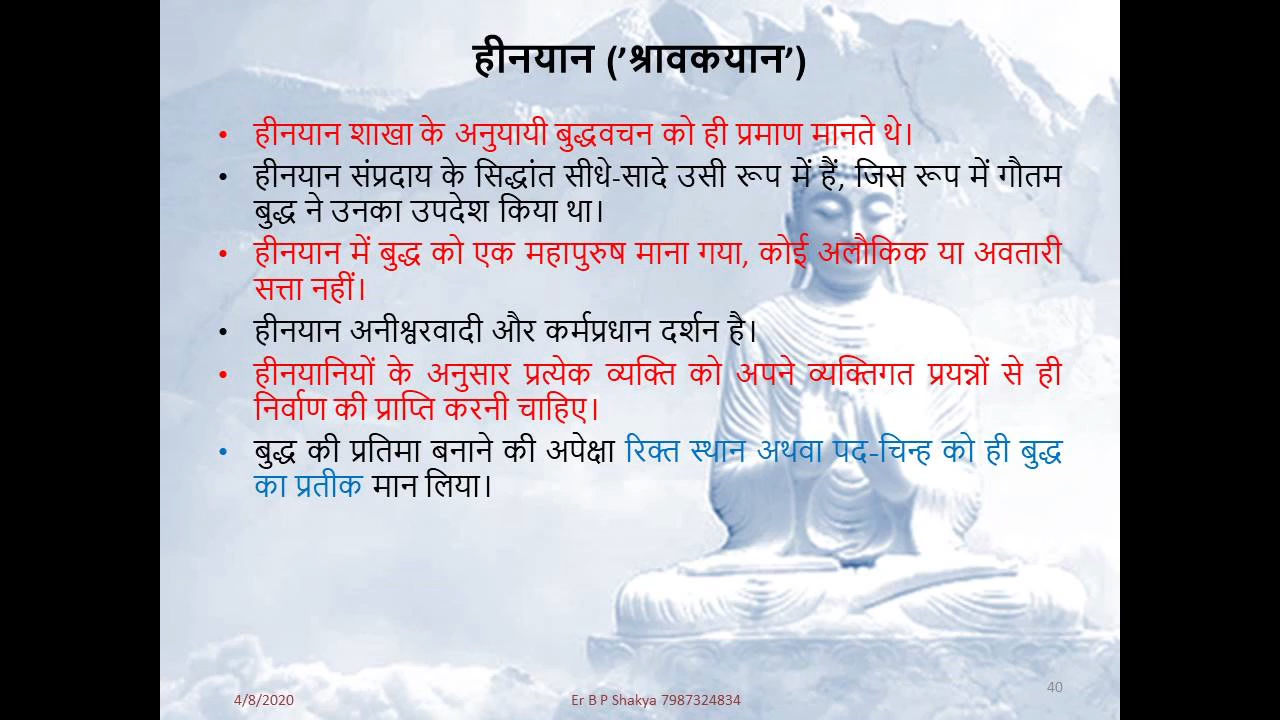 हीनयान (’श्रावकयान’)
• हीनयान शाखा के अनुयायी बुद्धवचन को ही प्रमाण मानते थे।
• हीनयान संप्रदाय के सिद्धांत सीधे-सादे उसी रूप में हैं, जिस रूप में गौतम
बुद्ध ने उनका उपदेश किया था।
• हीनयान में बुद्ध को एक महापुरुष माना गया, कोई अलौकिक या अवतारी
सत्ता नहीं।
• हीनयान अनीश्वरवादी और कर्मप्रधान दर्शन है।
• हीनयानियों के अनुसार प्रत्येक व्यक्ति को अपने व्यक्तिगत प्रयत्नों से ही
निर्वाण की प्राप्ति करनी चाहिए।
• बुद्ध की प्रतिमा बनाने की अपेक्षा रिक्त स्थान अथवा पद-चिन्ह को ही बुद्ध
का प्रतीक मान लिया।
4/8/2020
Er B P Shakya 7987324834
40